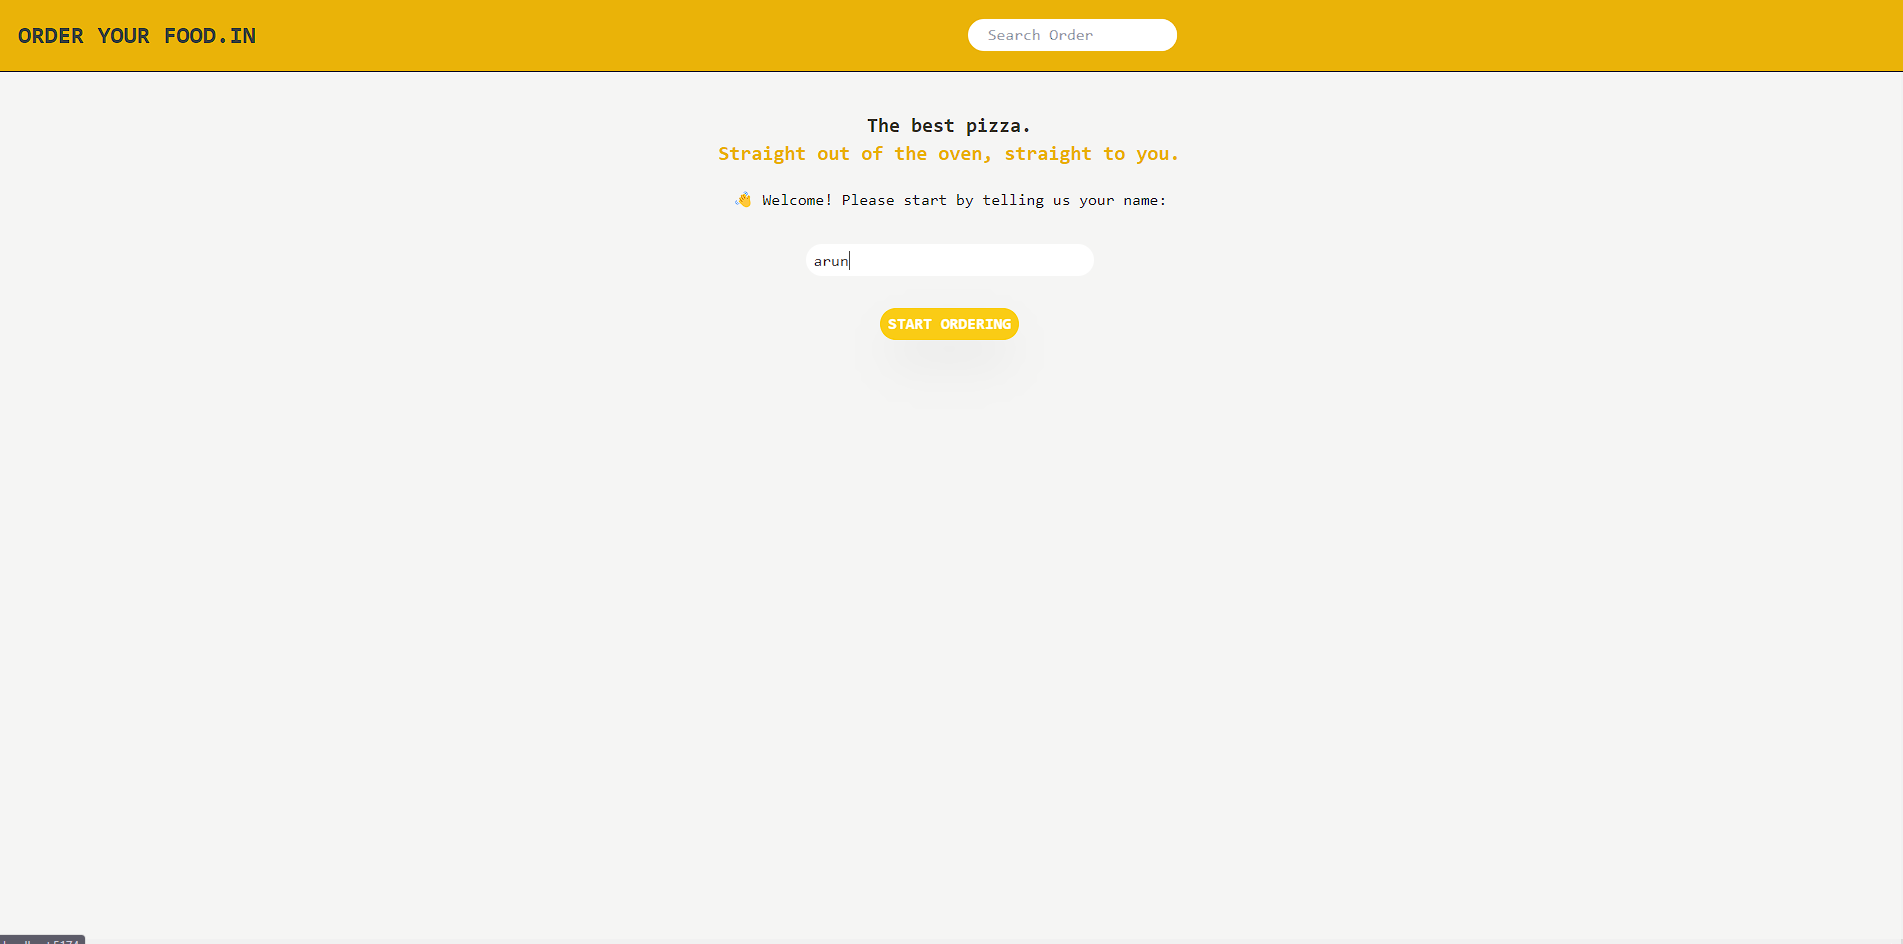 ORDER YOUR FOOD.IN
Search Order
The best pizza.
Straight out of the oven, straight to you.
👋 Welcome! Please start by telling us your name:
arun
START ORDERING